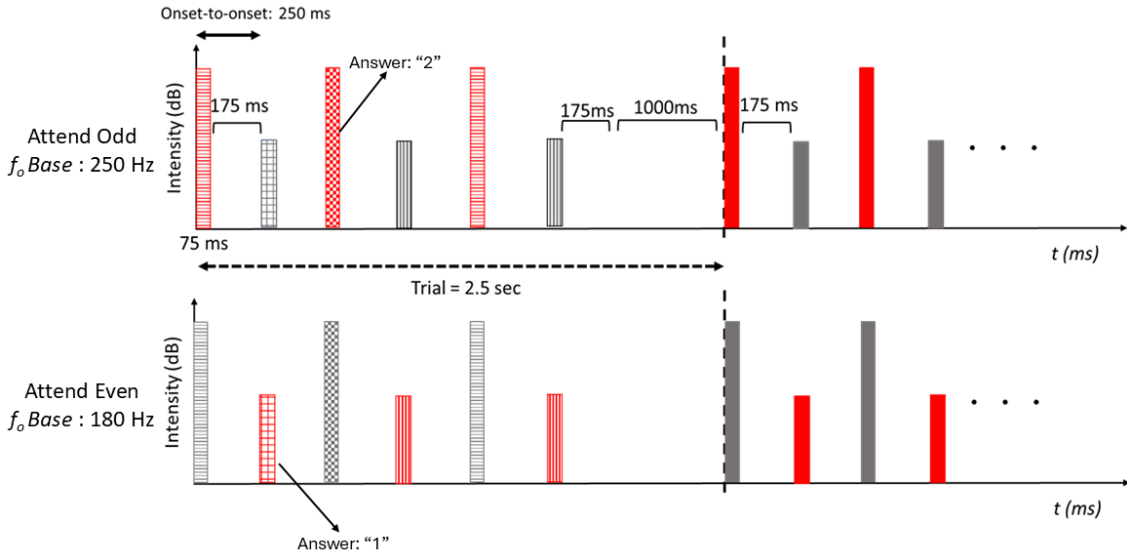 Onset-to-onset: 250 ms
Intensity (dB)
Answer: “2”
175 ms
175ms
1000ms
175 ms
Attend Odd
fo Base : 250 Hz
. . .
75 ms
t (ms)
Trial = 2.5 sec
Intensity (dB)
Attend Even
fo Base : 180 Hz
. . .
t (ms)
Answer: “1”